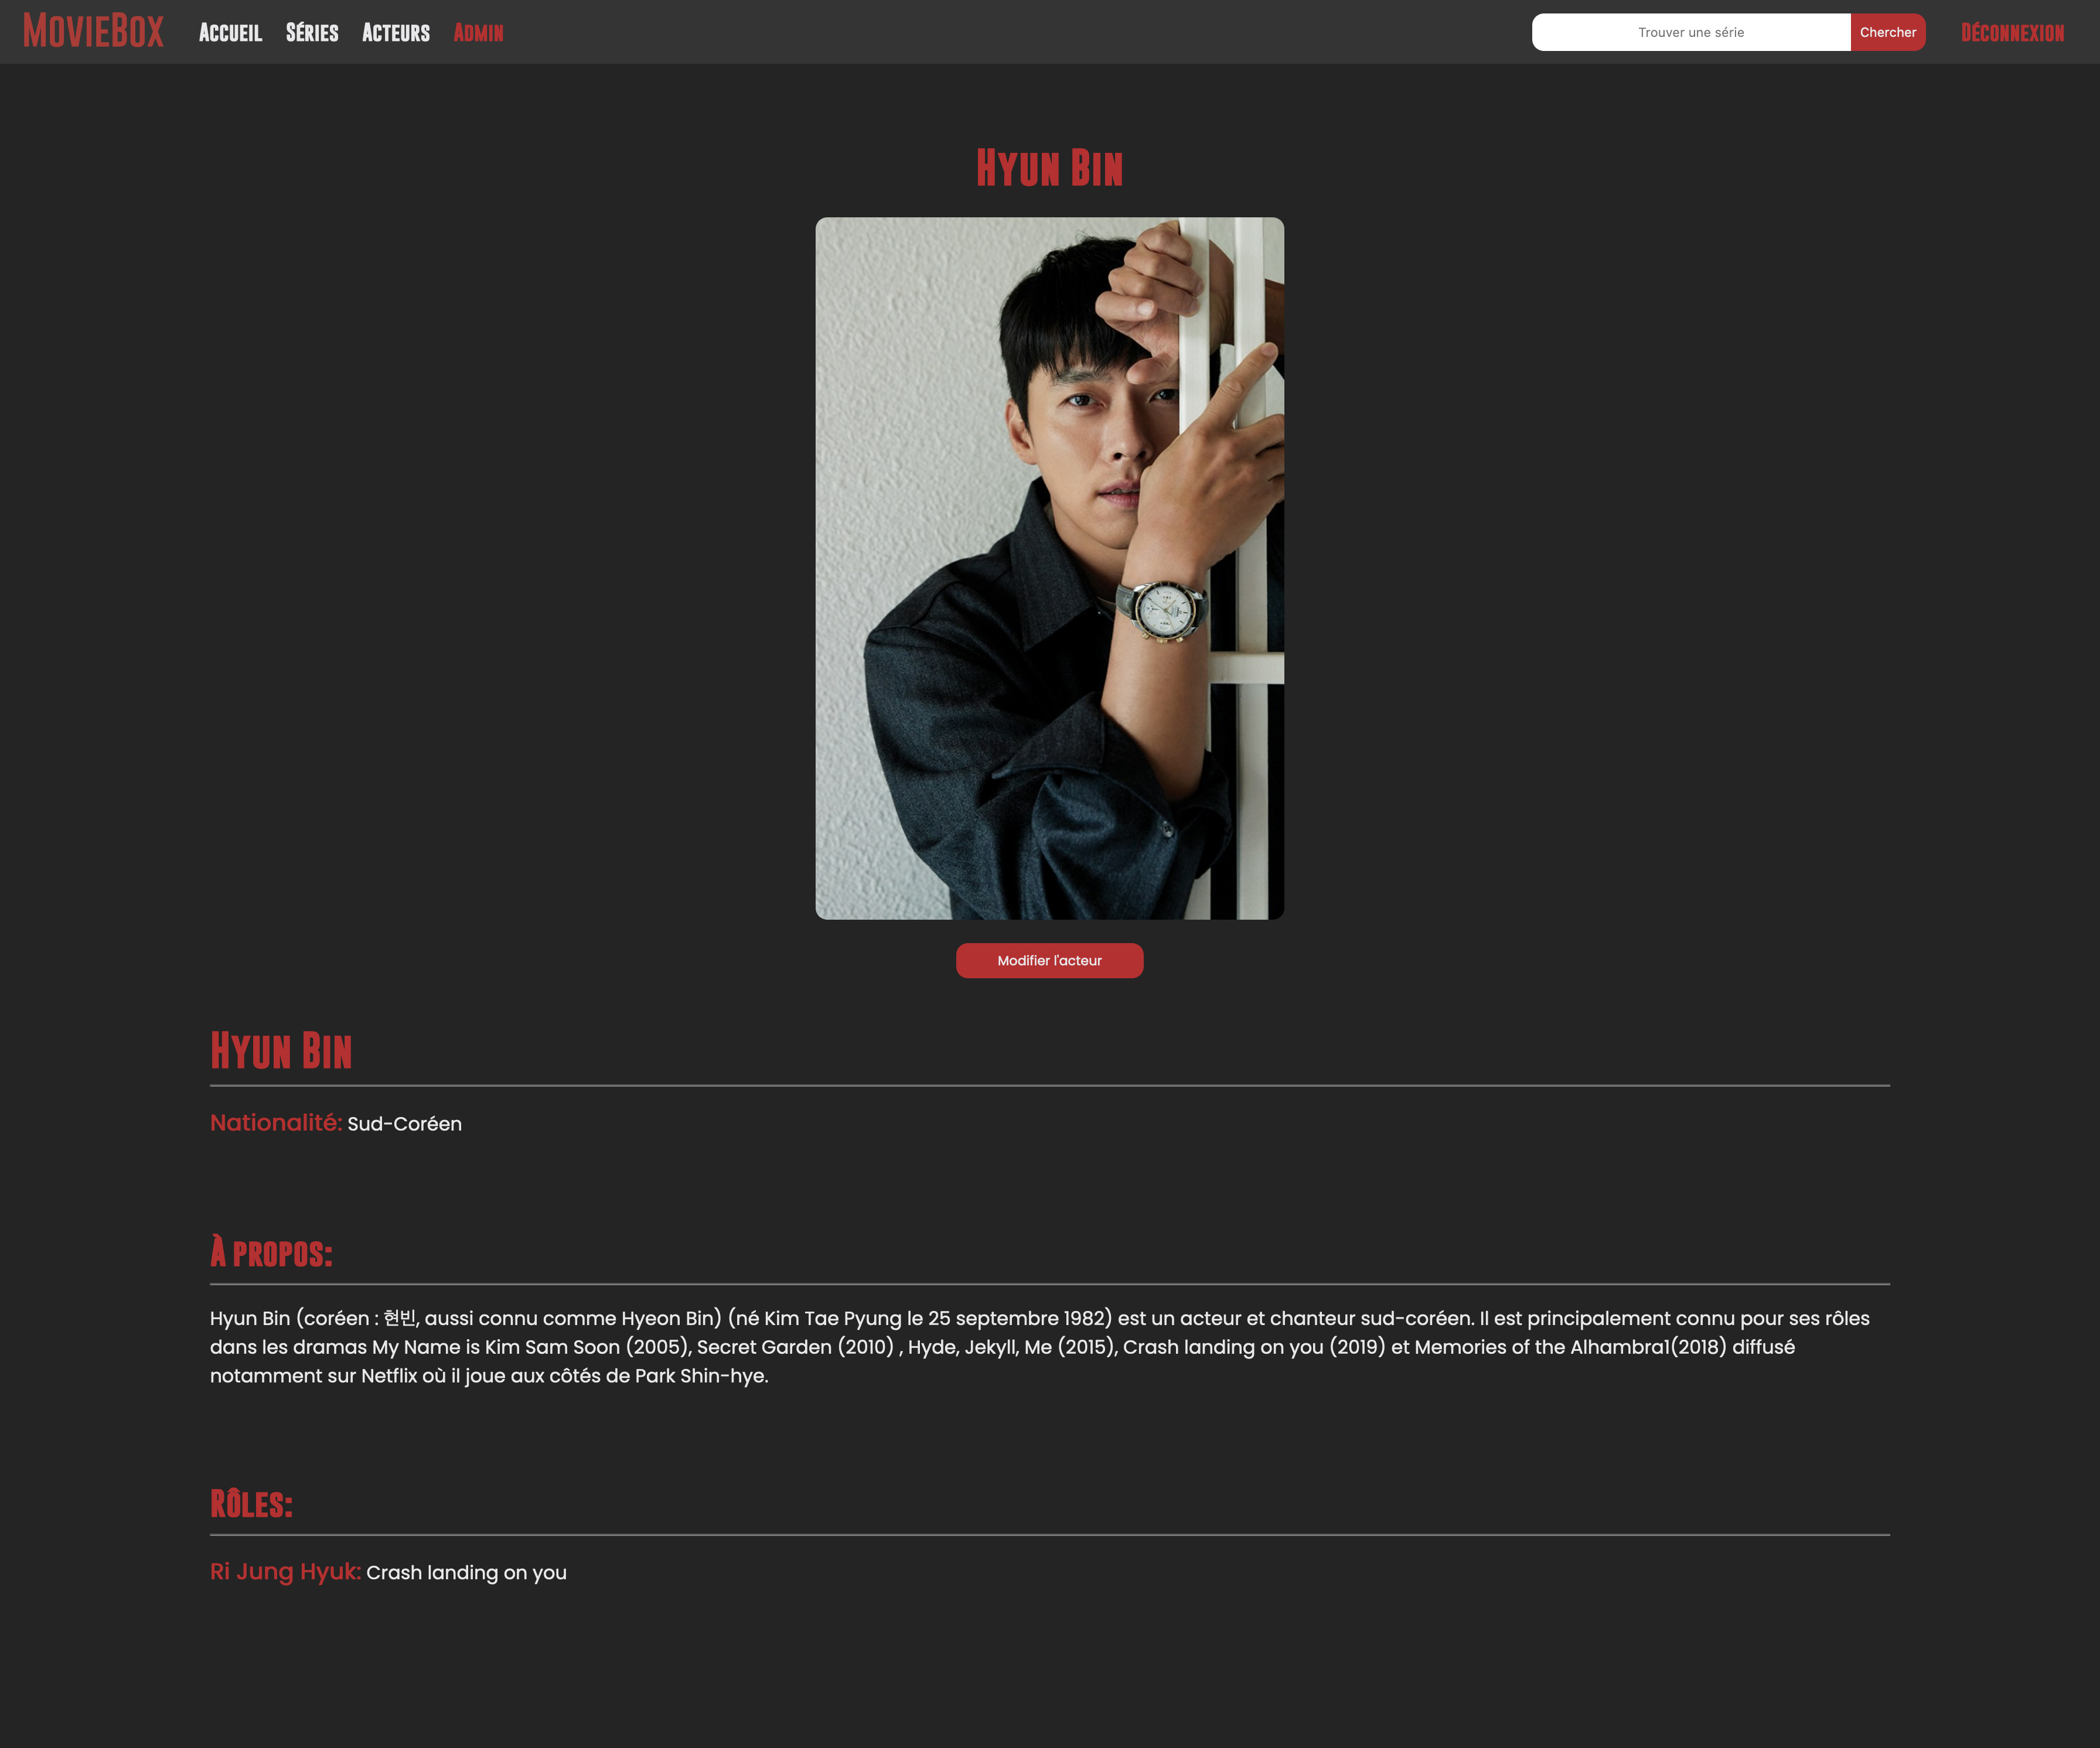 MovieBox
Accueil Séries Acteurs Admin
Trouver une série Chercher
Déconnexion
Hyun Bin
Modifier l'acteur
Hyun Bin
Nationalité: Sud-Coréen
À propos:
Hyun Bin (coréen : 현빈, aussi connu comme Hyeon Bin) (né Kim Tae Pyung le 25 septembre 1982) est un acteur et chanteur sud-coréen. Il est principalement connu pour ses rôles
dans les dramas My Name is Kim Sam Soon (2005), Secret Garden (2010) , Hyde, Jekyll, Me (2015), Crash landing on you (2019) et Memories of the Alhambra1(2018) diffusé
notamment sur Netflix où il joue aux côtés de Park Shin-hye.
Rôles:
Ri Jung Hyuk: Crash landing on you